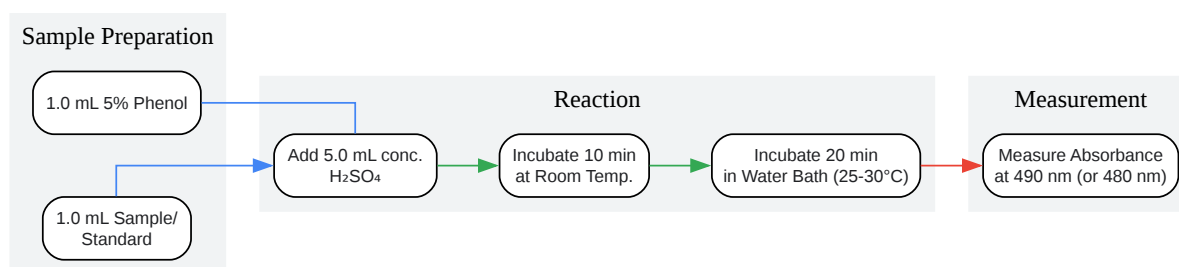 Sample Preparation
1.0 mL 5% Phenol
1.0 mL Sample/
Standard
Reaction
Add 5.0 mL conc.
H₂SO₄
Incubate 10 min
at Room Temp.
Incubate 20 min
in Water Bath (25-30°C)
Measurement
Measure Absorbance
at 490 nm (or 480 nm)